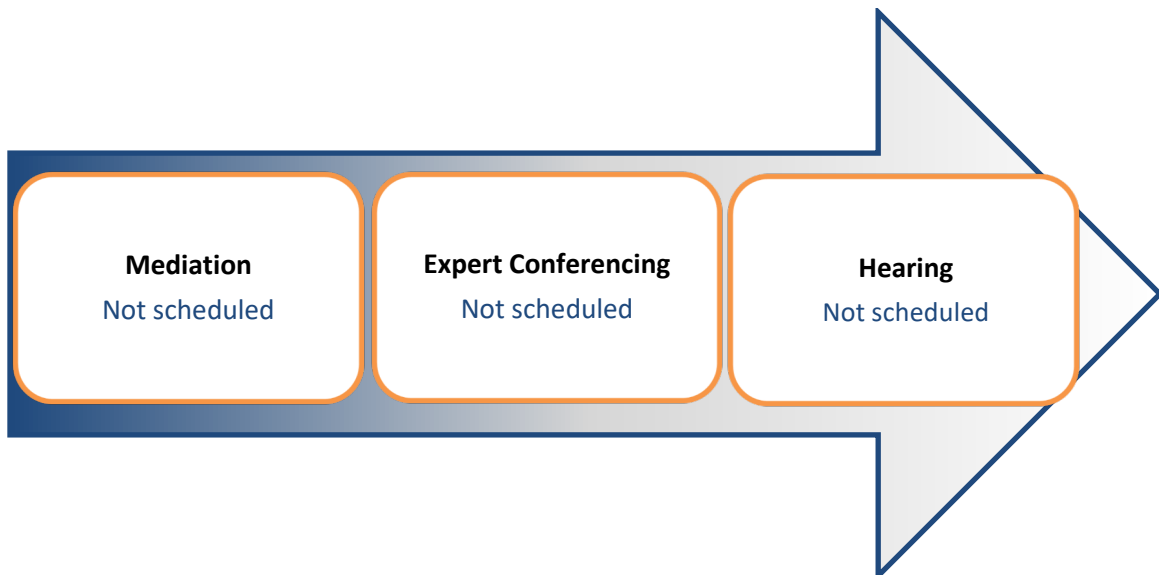 Mediation
Not scheduled
Expert Conferencing
Not scheduled
Hearing
Not scheduled